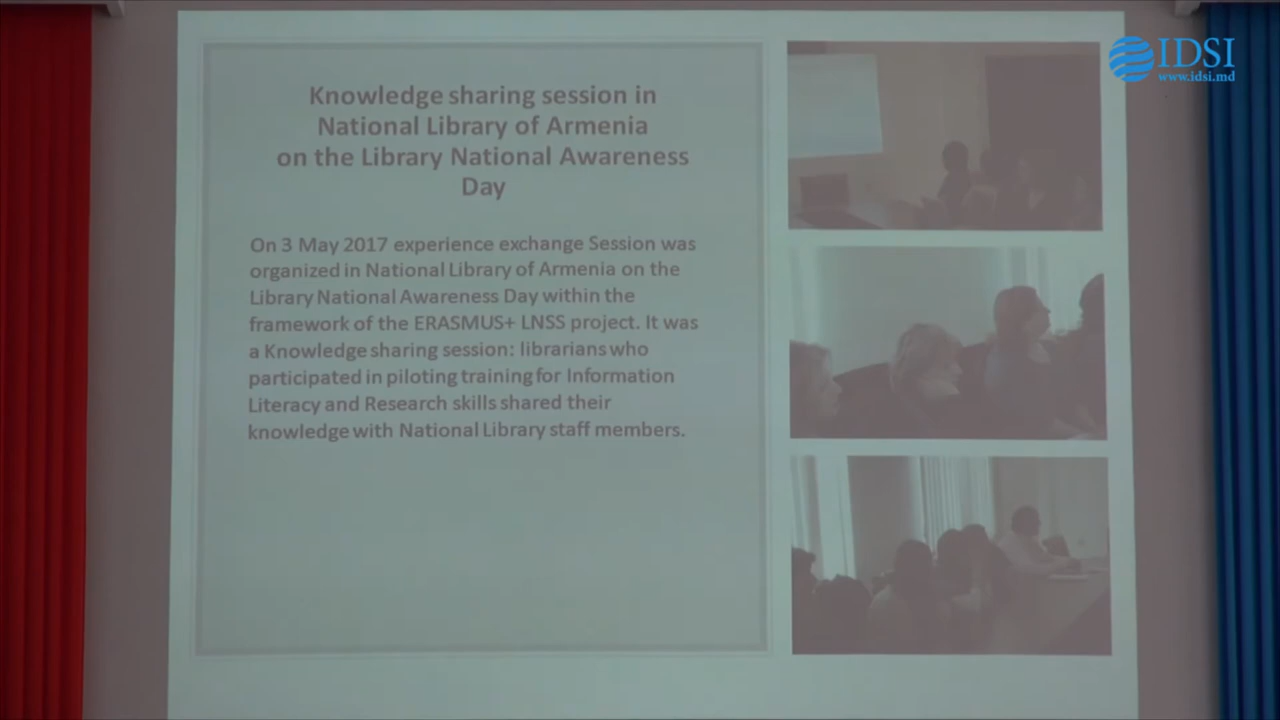 Knowledge sharing session in
National Library of Armenia
on the Library National Awareness
Day
On 3 May 2017 experience exchange Session was
organized in National Library of Armenia on the
Library National Awareness Day within the
framework of the ERASMUS+ LNSS project. It was
a Knowledge sharing session: librarians who
participated in piloting training for Information
Literacy and Research skills shared their
knowledge with National Library staff members.
IDSI
www.idsi.md